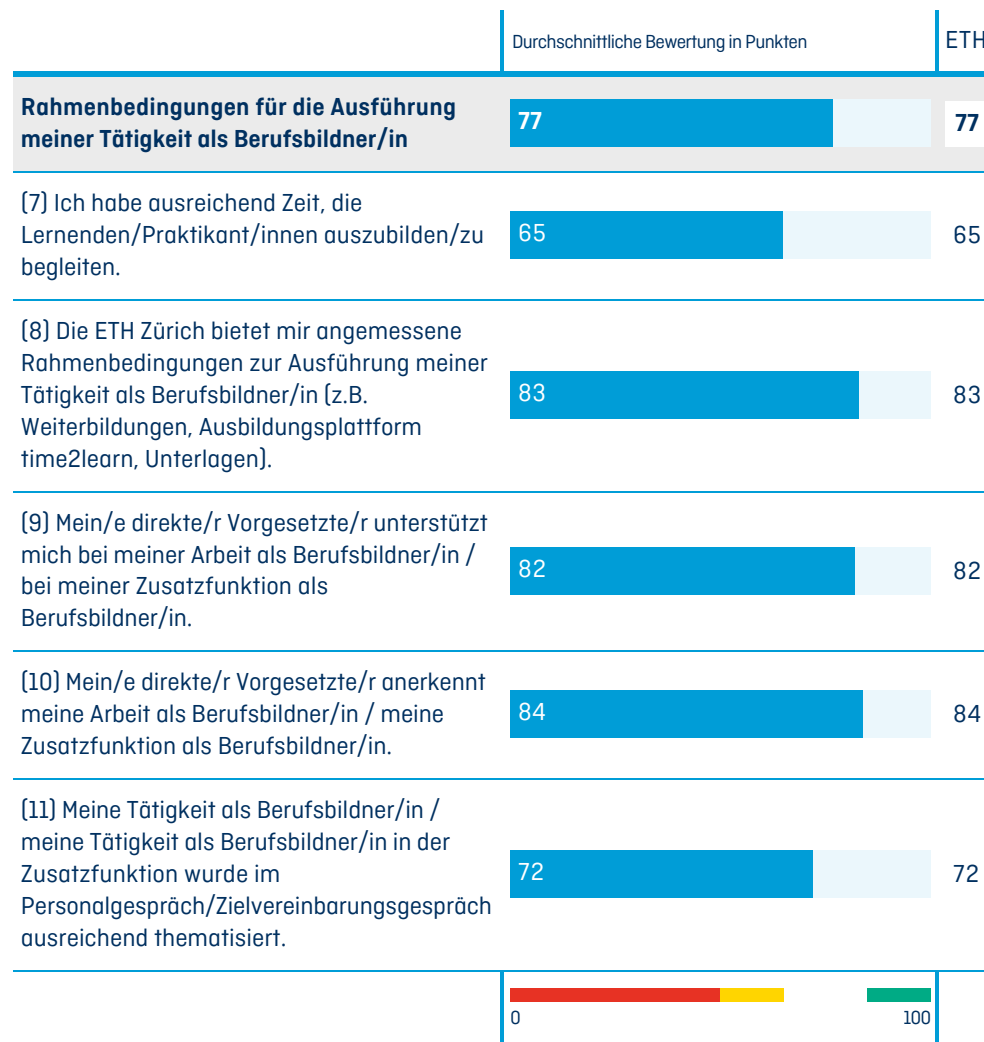 Durchschnittliche Bewertung in Punkten
ETH
Rahmenbedingungen für die Ausführung
meiner Tätigkeit als Berufsbildner/in
77
77
(7) Ich habe ausreichend Zeit, die
Lernenden/Praktikant/innen auszubilden/zu
begleiten.
65
65
(8) Die ETH Zürich bietet mir angemessene
Rahmenbedingungen zur Ausführung meiner
Tätigkeit als Berufsbildner/in (z.B.
Weiterbildungen, Ausbildungsplattform
time2learn, Unterlagen).
83
83
(9) Mein/e direkte/r Vorgesetzte/r unterstützt
mich bei meiner Arbeit als Berufsbildner/in /
bei meiner Zusatzfunktion als
Berufsbildner/in.
82
82
(10) Mein/e direkte/r Vorgesetzte/r anerkennt
meine Arbeit als Berufsbildner/in / meine
Zusatzfunktion als Berufsbildner/in.
84
84
(11) Meine Tätigkeit als Berufsbildner/in /
meine Tätigkeit als Berufsbildner/in in der
Zusatzfunktion wurde im
Personalgespräch/Zielvereinbarungsgespräch
ausreichend thematisiert.
72
72
0
100